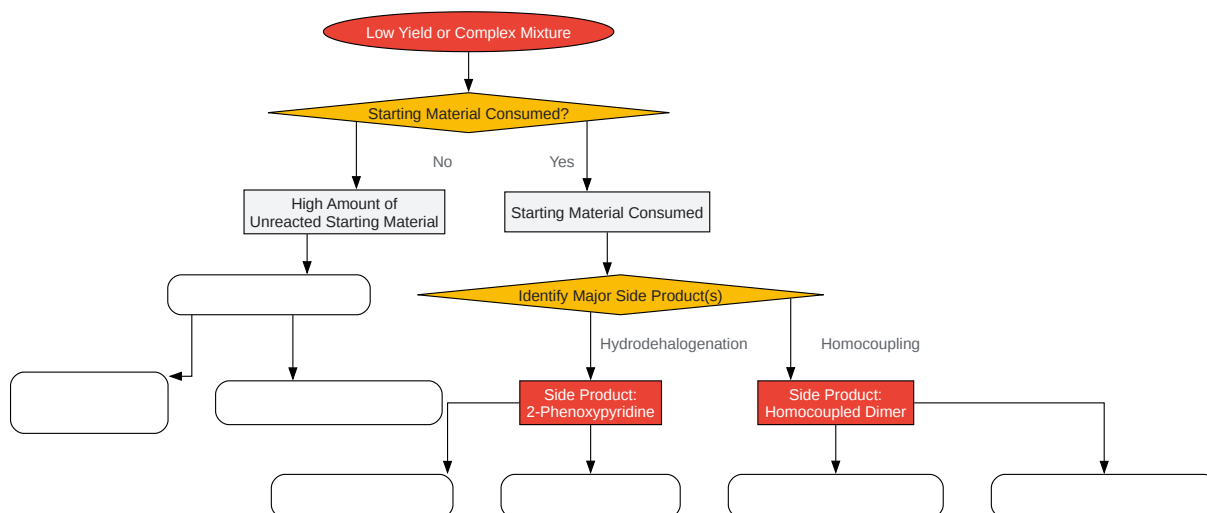 Low Yield or Complex Mixture
Starting Material Consumed?
No
Yes
High Amount of
Unreacted Starting Material
Starting Material Consumed
Identify Major Side Product(s)
Hydrodehalogenation
Homocoupling
Side Product:
2-Phenoxypyridine
Side Product:
Homocoupled Dimer